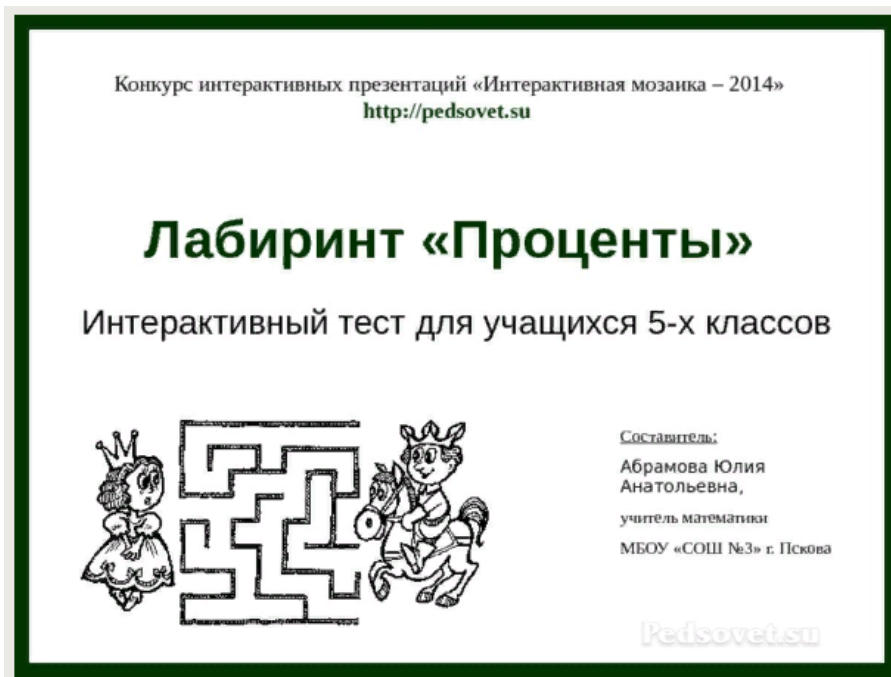 Конкурс интерактивных презентаций «Интерактивная мозаика – 2014»
http://pedsovet.su
Лабиринт «Проценты»
Интерактивный тест для учащихся 5-х классов
Составитель:
Абрамова Юлия
Анатольевна,
учитель математики
МБОУ «СОШ №3» г. Пскова
Pedsovet.su